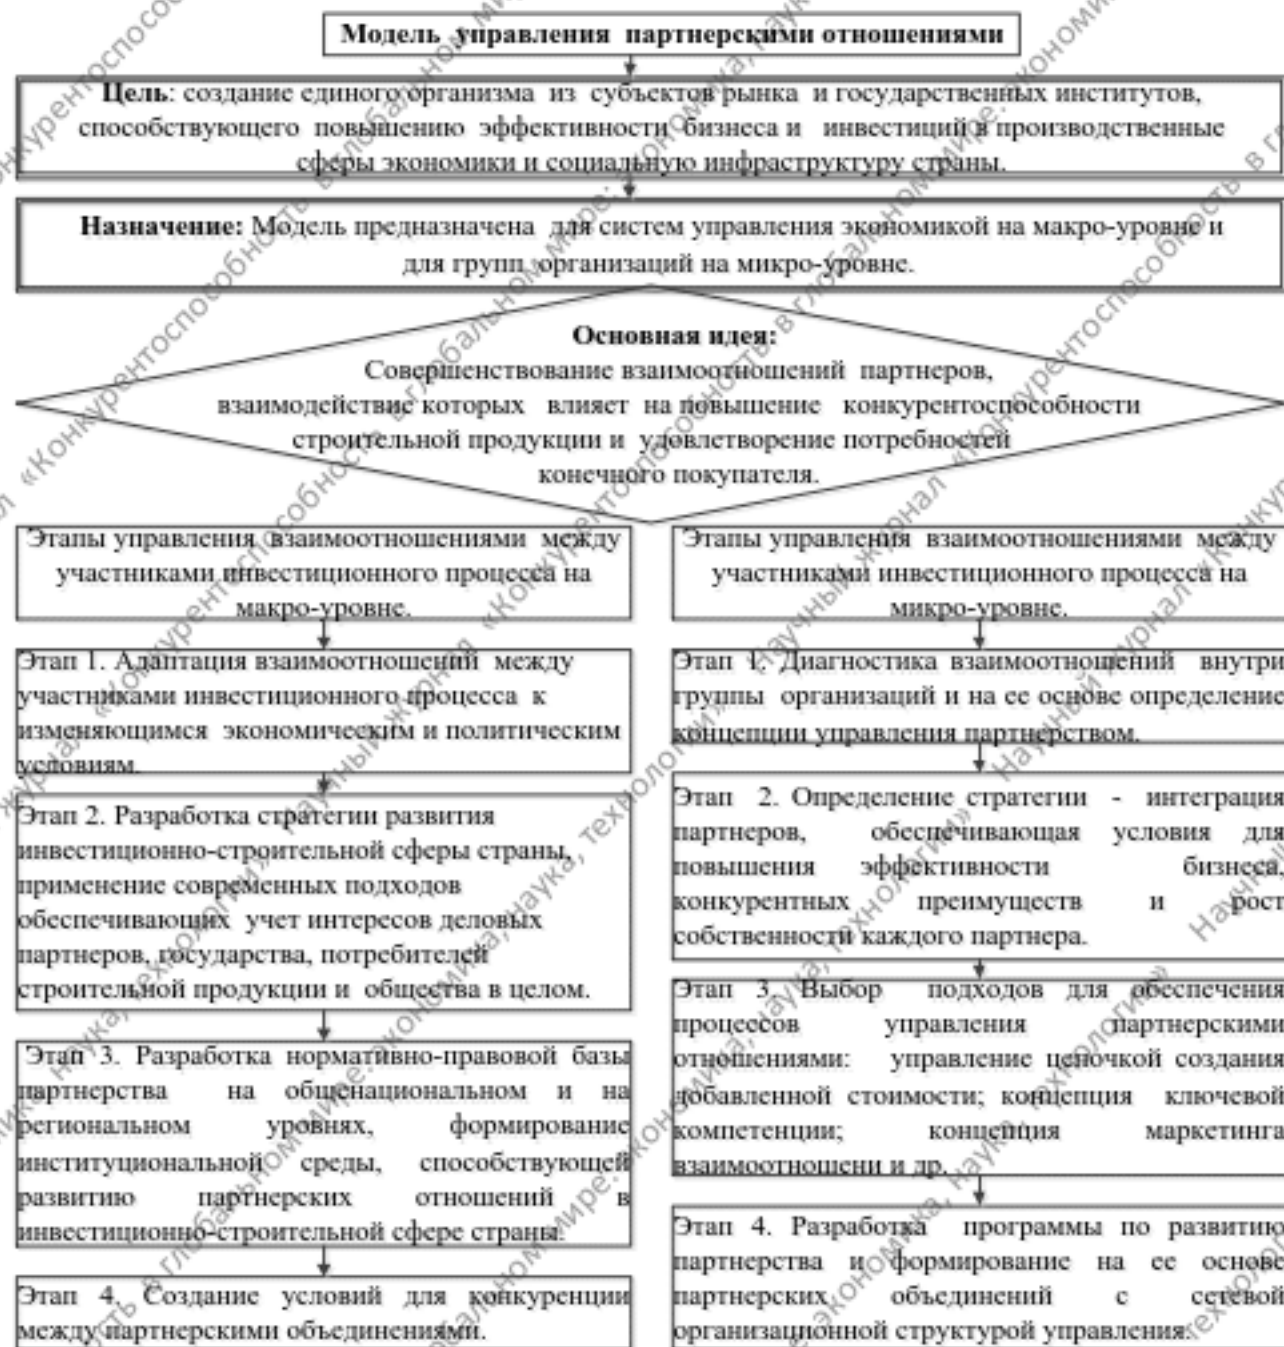 Модель управления партнерскими отношениями
Цель: создание единого организма из субъектов рынка и государственных институтов,
способствующего повышению эффективности бизнеса и инвестиций в производственные
сферы экономики и социальную инфраструктуру страны.
Назначение: Модель предназначена для систем управления экономикой на макро-уровне и
для групп организаций на микро-уровне.
Основная идея:
Совершенствование взаимоотношений партнеров,
взаимодействие которых влияет на повышение конкурентоспособности
строительной продукции и удовлетворение потребностей
конечного покупателя.
Этапы управления взаимоотношениями между
участниками инвестиционного процесса на
макро-уровне.
Этап 1. Адаптация взаимоотношений между
участниками инвестиционного процесса к
изменяющимся экономическим и политическим
условиям.
Этап 2. Разработка стратегии развития
инвестиционно-строительной сферы страны,
применение современных подходов
обеспечивающих учет интересов деловых
партнеров, государства, потребителей
строительной продукции и общества в целом.
Этап 3. Разработка нормативно-правовой базы
партнерства на общенациональном и на
региональном уровнях, формирование
институциональной среды, способствующей
развитию партнерских отношений в
инвестиционно-строительной сфере страны.
Этап 4. Создание условий для конкуренции
между партнерскими объединениями.
Этапы управления взаимоотношениями между
участниками инвестиционного процесса на
микро-уровне.
Этап 1. Диагностика взаимоотношений внутри
группы организаций и на ее основе определение
концепции управления партнерством.
Этап 2. Определение стратегии - интеграция
партнеров, обеспечивающая условия для
повышения эффективности бизнеса,
конкурентных преимуществ и рост
собственности каждого партнера.
Этап 3. Выбор подходов для обеспечения
процессов управления партнерскими
отношениями: управление цепочкой создания
добавленной стоимости; концепция ключевой
компетенции; концепция маркетинга
взаимоотношени и др.
Этап 4. Разработка программы по развитию
партнерства и формирование на ее основе
партнерских объединений с сетевой
организационной структурой управления.